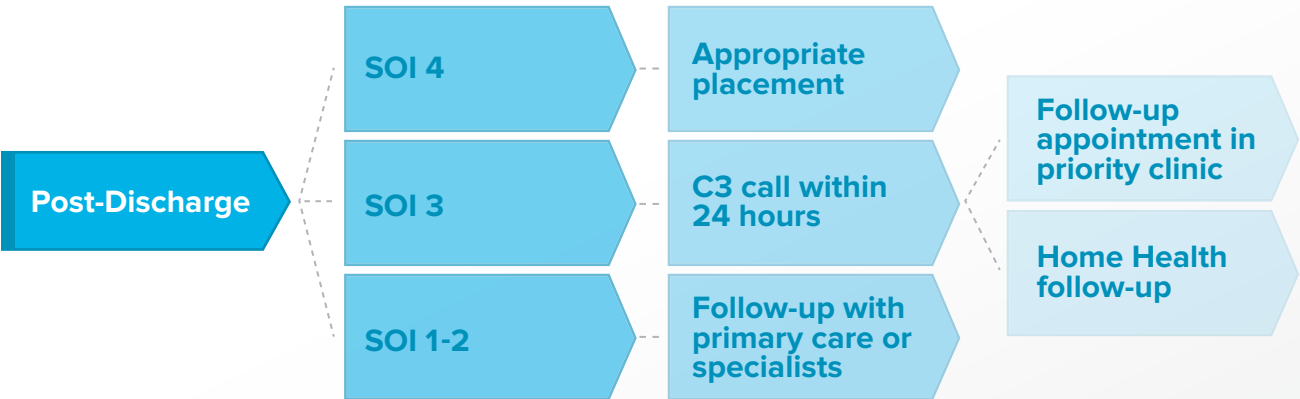 Post-Discharge
SOI 4
Appropriate
placement
SOI 3
C3 call within
24 hours
Follow-up
appointment in
priority clinic
Home Health
follow-up
SOI 1-2
Follow-up with
primary care or
specialists